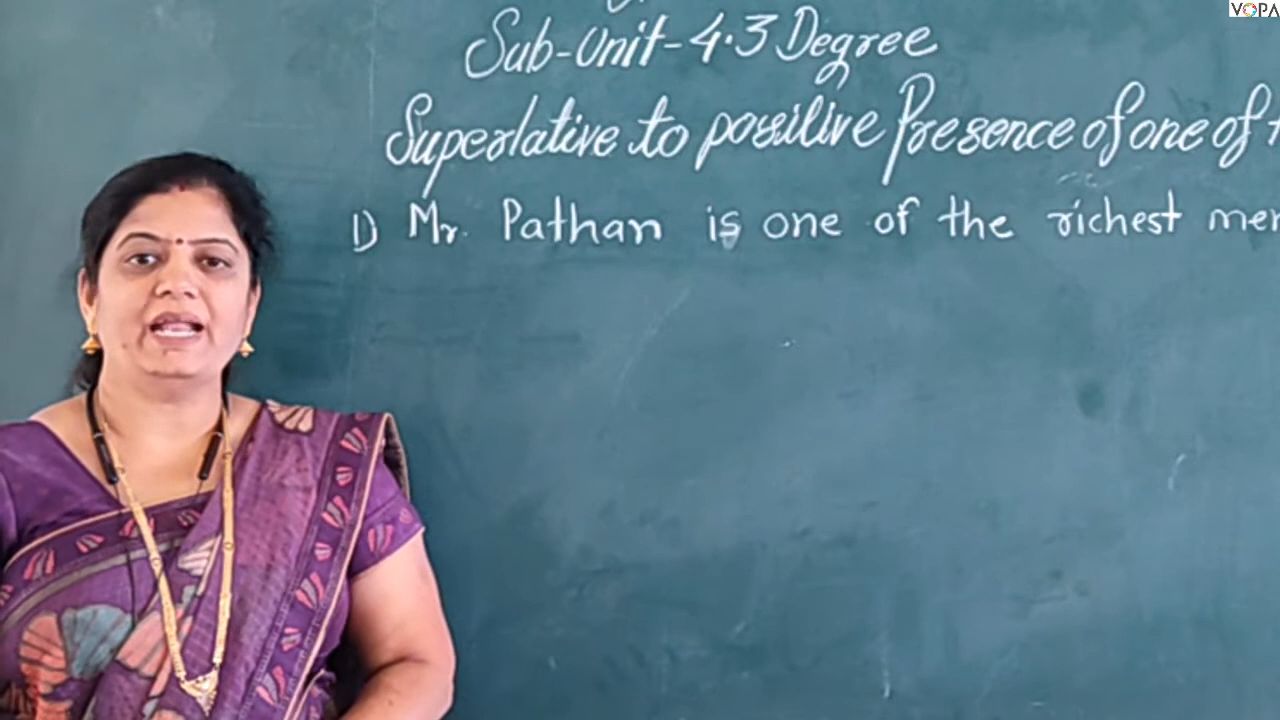 VOPA
Sub-Unit-4.3 Degree
Superlative to positive Presence of one of
1) Mr. Pathan is one of the richest men